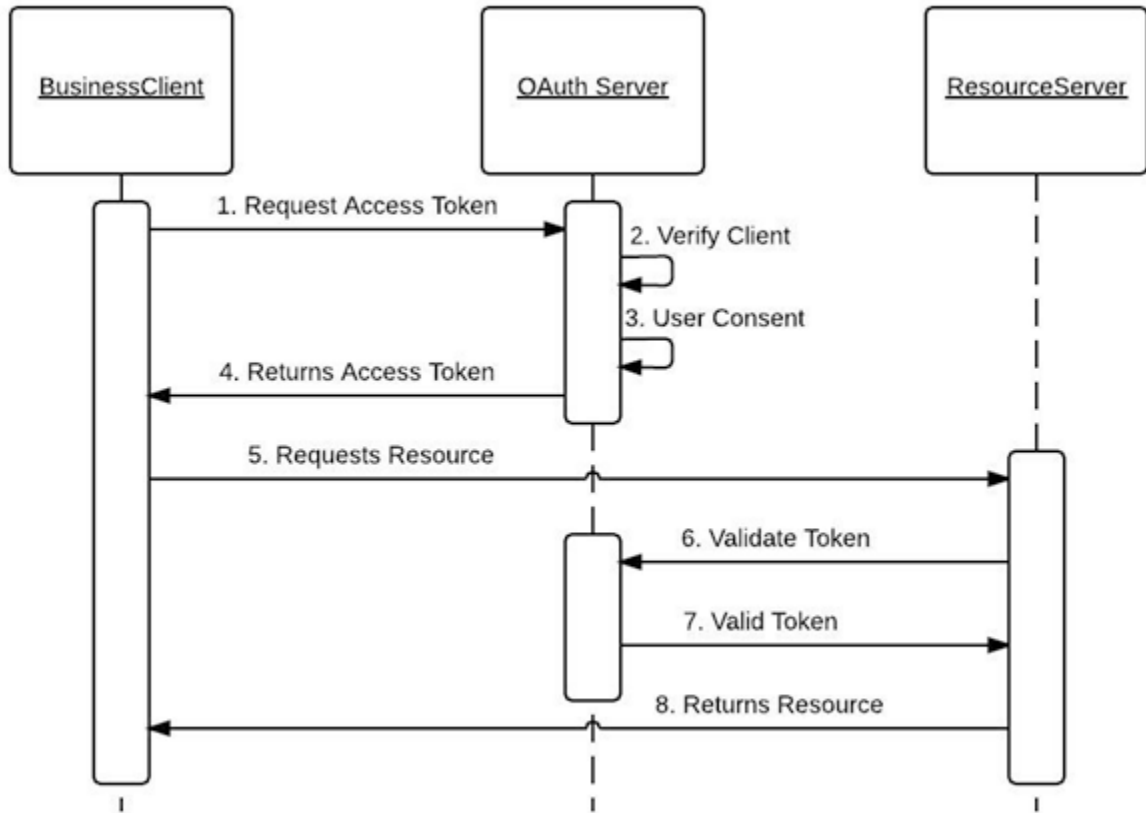 BusinessClient
OAuth Server
ResourceServer
1. Request Access Token
2. Verify Client
3. User Consent
4. Returns Access Token
5. Requests Resource
6. Validate Token
7. Valid Token
8. Returns Resource